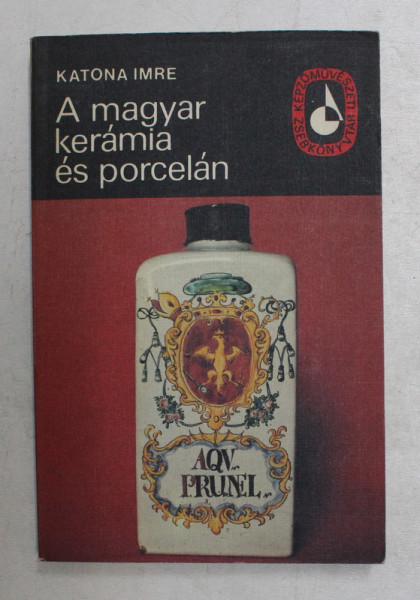 KATONA IMRE
A magyar
kerámia
és porcelán
KÉPZŐMŰVÉSZETI
ZSEBKÖNYVTÁR
AQV..
PRUNEL..